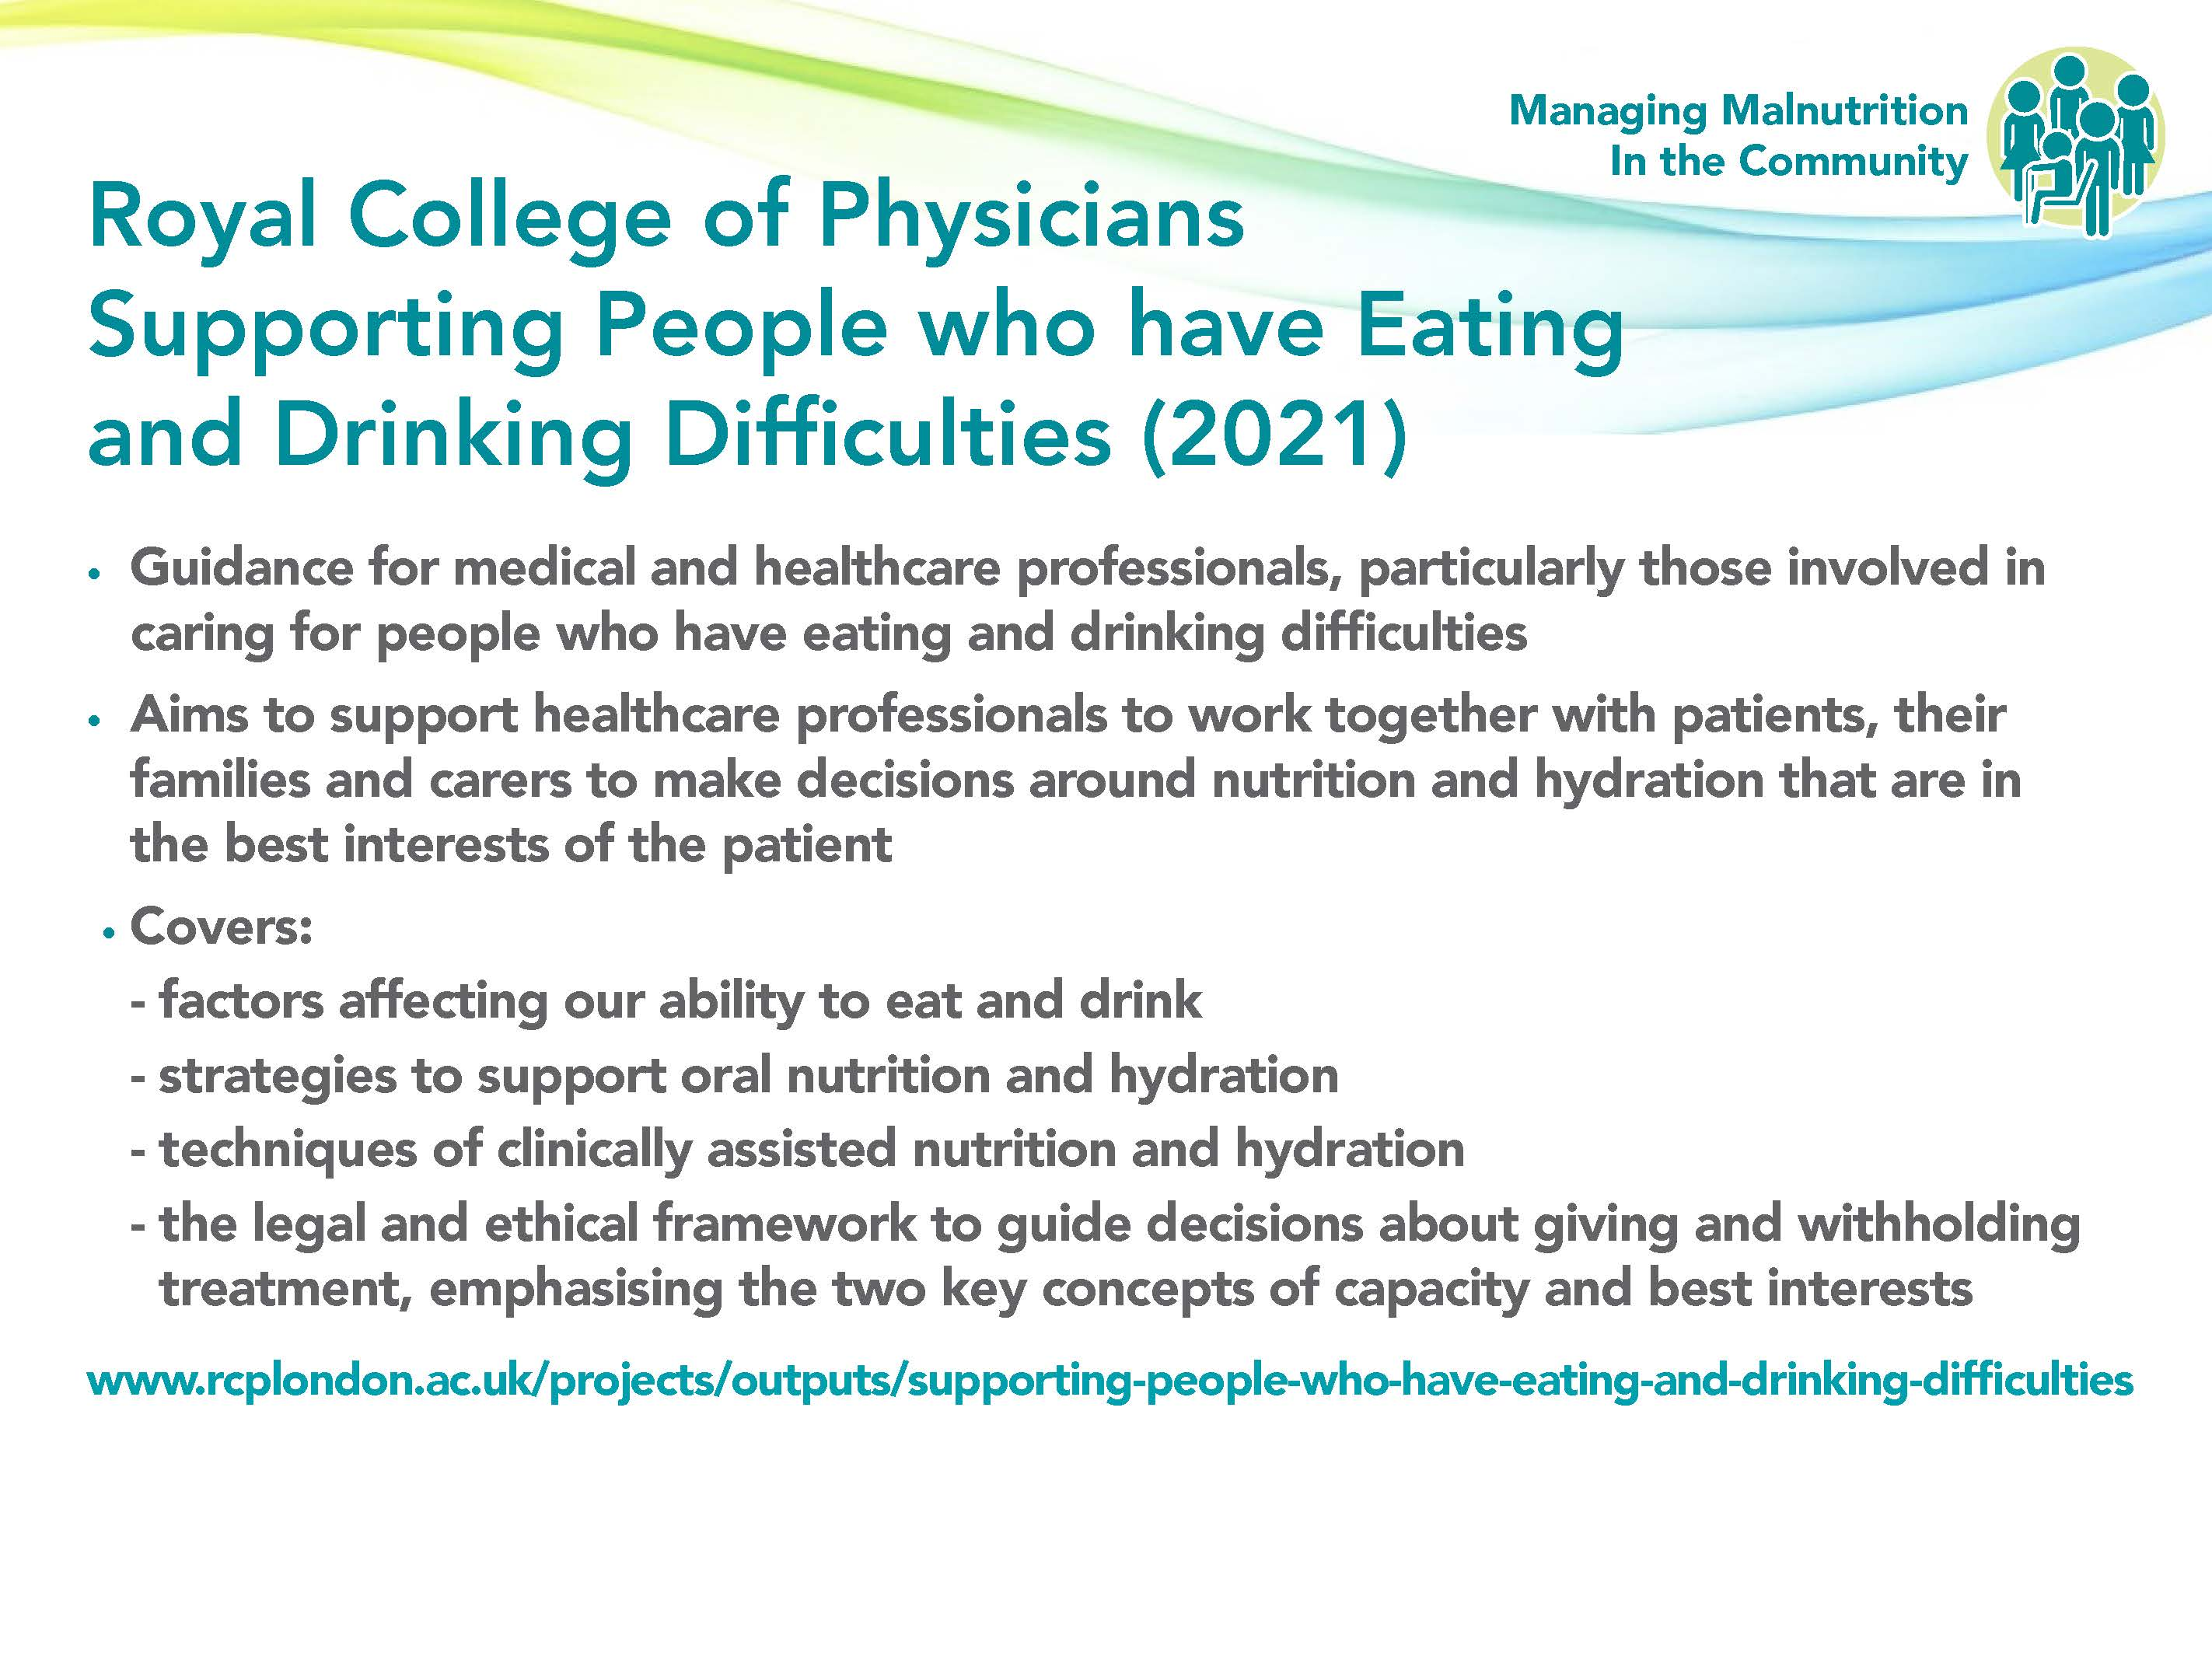 Managing Malnutrition
In the Community
Royal College of Physicians
Supporting People who have Eating
and Drinking Difficulties (2021)
• Guidance for medical and healthcare professionals, particularly those involved in
caring for people who have eating and drinking difficulties
• Aims to support healthcare professionals to work together with patients, their
families and carers to make decisions around nutrition and hydration that are in
the best interests of the patient
• Covers:
- factors affecting our ability to eat and drink
- strategies to support oral nutrition and hydration
- techniques of clinically assisted nutrition and hydration
- the legal and ethical framework to guide decisions about giving and withholding
treatment, emphasising the two key concepts of capacity and best interests
www.rcplondon.ac.uk/projects/outputs/supporting-people-who-have-eating-and-drinking-difficulties